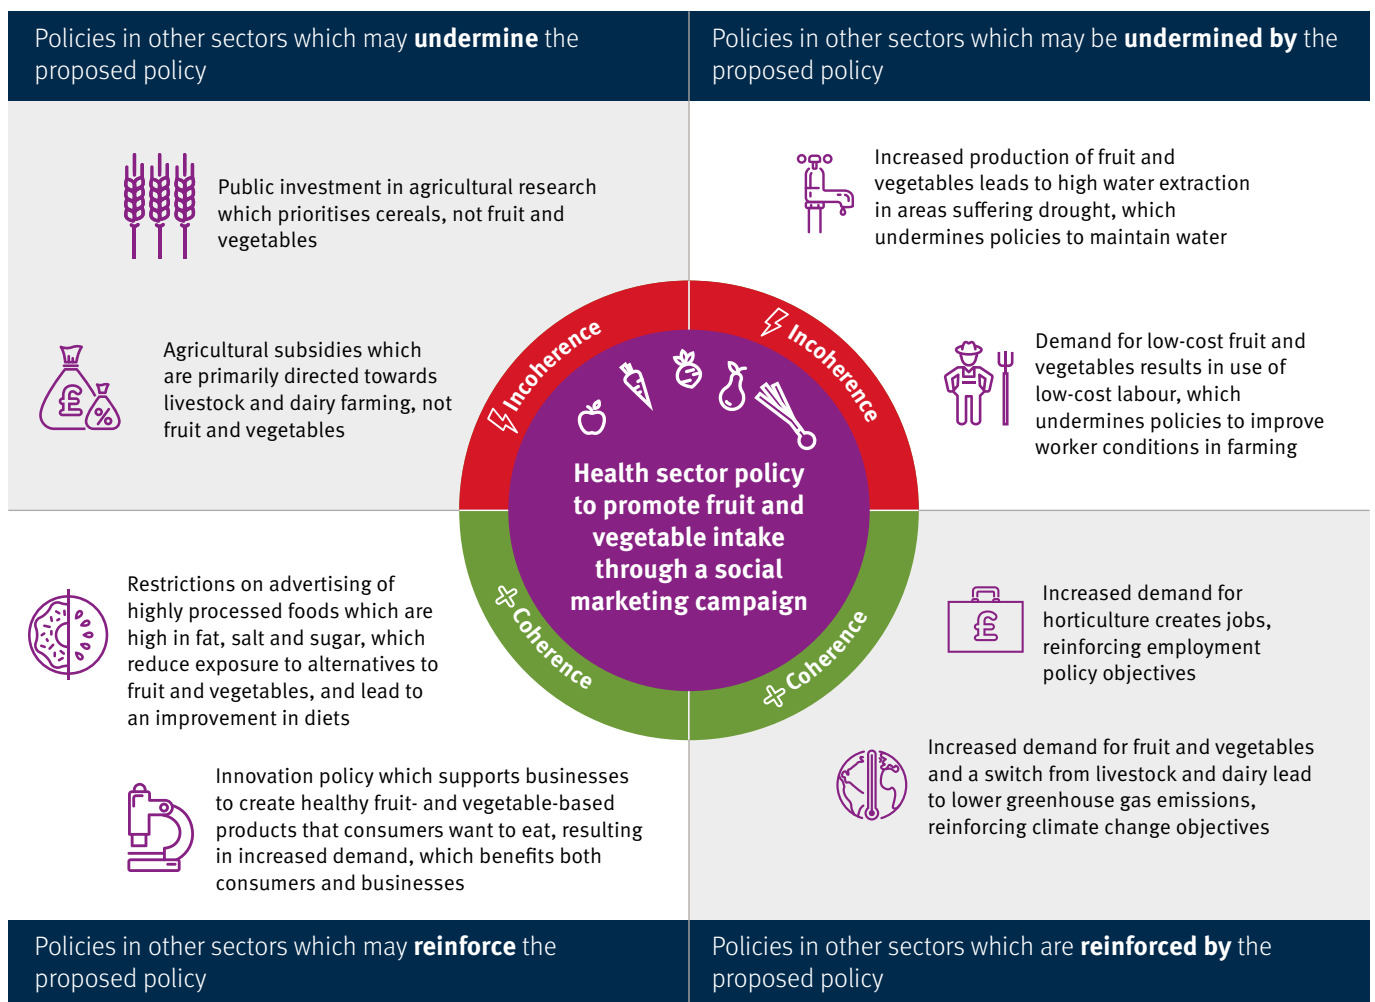 Policies in other sectors which may undermine the
proposed policy
Policies in other sectors which may be undermined by the
proposed policy
Public investment in agricultural research
which prioritises cereals, not fruit and
vegetables
£
%
Agricultural subsidies which
are primarily directed towards
livestock and dairy farming, not
fruit and vegetables
Increased production of fruit and
vegetables leads to high water extraction
in areas suffering drought, which
undermines policies to maintain water
Demand for low-cost fruit and
vegetables results in use of
low-cost labour, which
undermines policies to improve
worker conditions in farming
Incoherence
Incoherence
Health sector policy
to promote fruit and
vegetable intake
through a social
marketing campaign
Coherence
Coherence
Restrictions on advertising of
highly processed foods which are
high in fat, salt and sugar, which
reduce exposure to alternatives to
fruit and vegetables, and lead to
an improvement in diets
Innovation policy which supports businesses
to create healthy fruit- and vegetable-based
products that consumers want to eat, resulting
in increased demand, which benefits both
consumers and businesses
£
Increased demand for
horticulture creates jobs,
reinforcing employment
policy objectives
Increased demand for fruit and vegetables
and a switch from livestock and dairy lead
to lower greenhouse gas emissions,
reinforcing climate change objectives
Policies in other sectors which may reinforce the
proposed policy
Policies in other sectors which are reinforced by the
proposed policy